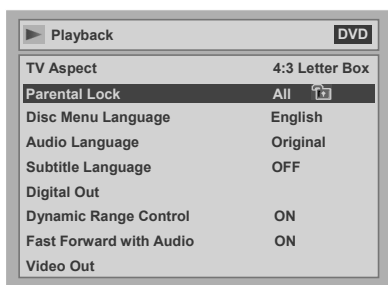 Playback DVD
TV Aspect 4:3 Letter Box
Parental Lock All
Disc Menu Language English
Audio Language Original
Subtitle Language OFF
Digital Out
Dynamic Range Control ON
Fast Forward with Audio ON
Video Out